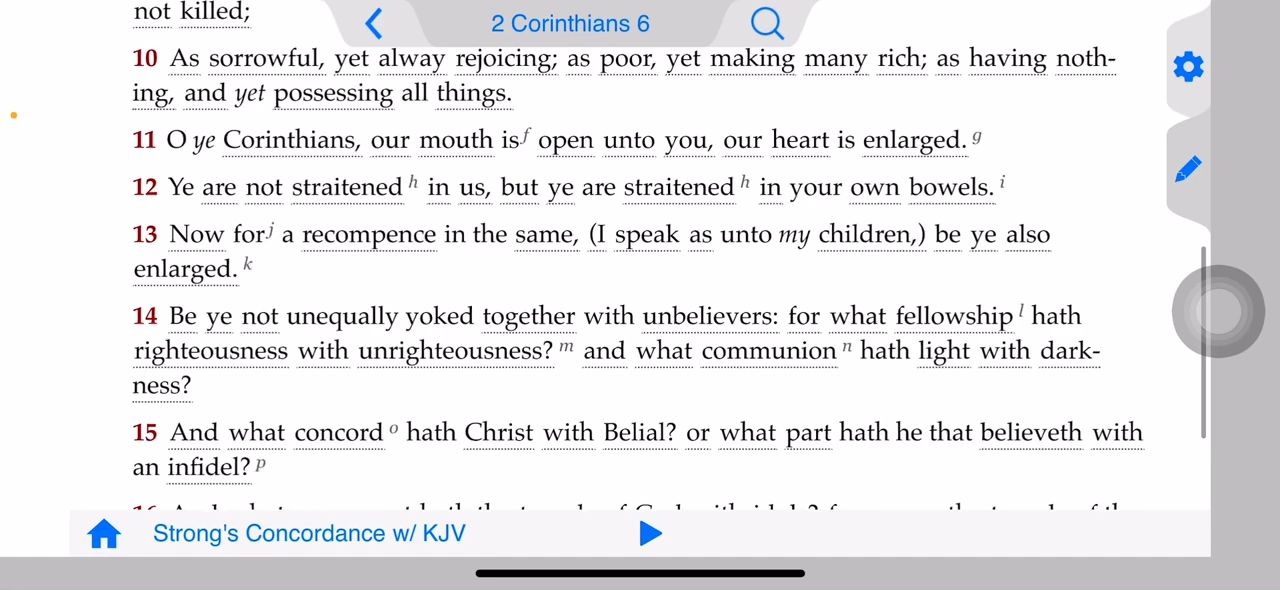 not killed;
2 Corinthians 6
10 As sorrowful, yet alway rejoicing; as poor, yet making many rich; as having noth-
ing, and yet possessing all things.
11 O ye Corinthians, our mouth is f open unto you, our heart is enlarged. g
12 Ye are not straitened h in us, but ye are straitened h in your own bowels. i
13 Now for j a recompence in the same, (I speak as unto my children,) be ye also
enlarged. k
14 Be ye not unequally yoked together with unbelievers: for what fellowship l hath
righteousness with unrighteousness? m and what communion n hath light with dark-
ness?
15 And what concord o hath Christ with Belial? or what part hath he that believeth with
an infidel? p
Strong's Concordance w/ KJV